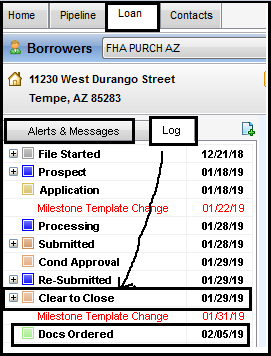 Home Pipeline Loan Contacts
Borrowers FHA PURCH AZ
11230 West Durango Street
Tempe, AZ 85283
Alerts & Messages Log
File Started 12/21/18
Prospect 01/18/19
Application 01/18/19
Milestone Template Change 01/22/19
Processing 01/28/19
Submitted 01/28/19
Cond Approval 01/29/19
Re-Submitted 01/29/19
Clear to Close 01/29/19
Milestone Template Change 01/31/19
Docs Ordered 02/05/19